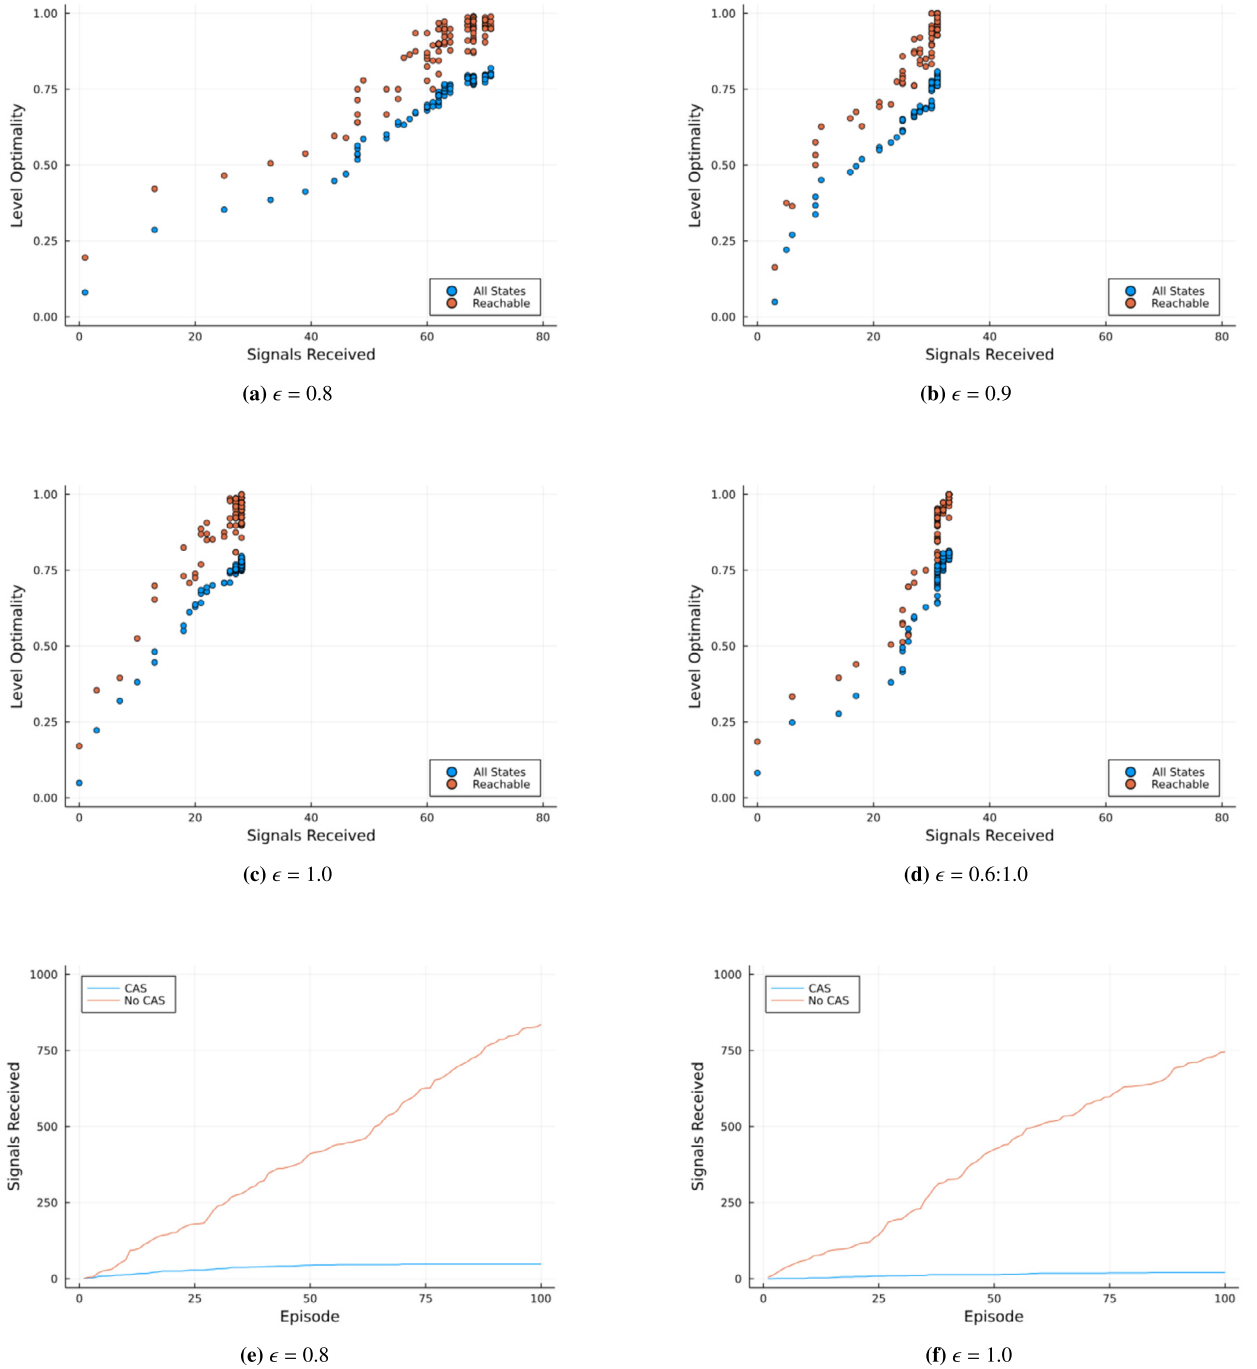 1.00
0.75
0.50
0.25
0.00
Level Optimality
0
20
40
60
80
Signals Received
All States
Reachable
(a) ϵ = 0.8
1.00
0.75
0.50
0.25
0.00
Level Optimality
0
20
40
60
80
Signals Received
All States
Reachable
(b) ϵ = 0.9
1.00
0.75
0.50
0.25
0.00
Level Optimality
0
20
40
60
80
Signals Received
All States
Reachable
(c) ϵ = 1.0
1.00
0.75
0.50
0.25
0.00
Level Optimality
0
20
40
60
80
Signals Received
All States
Reachable
(d) ϵ = 0.6:1.0
1000
750
500
250
0
Signals Received
CAS
No CAS
0
25
50
75
100
Episode
(e) ϵ = 0.8
1000
750
500
250
0
Signals Received
CAS
No CAS
0
25
50
75
100
Episode
(f) ϵ = 1.0